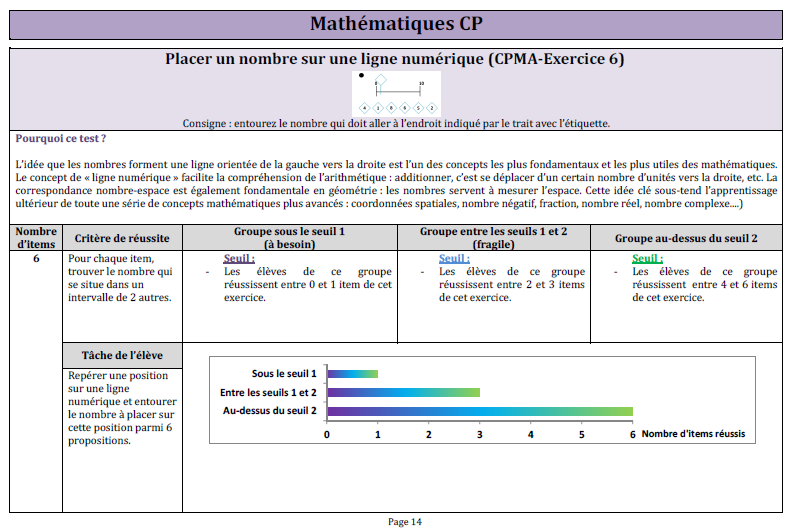 Mathématiques CP
Placer un nombre sur une ligne numérique (CPMA-Exercice 6)
0 10
4 1 8 6 5 2
Consigne : entourez le nombre qui doit aller à l'endroit indiqué par le trait avec l'étiquette.
Pourquoi ce test ?
L'idée que les nombres forment une ligne orientée de la gauche vers la droite est l'un des concepts les plus fondamentaux et les plus utiles des mathématiques.
Le concept de « ligne numérique » facilite la compréhension de l'arithmétique : additionner, c'est se déplacer d'un certain nombre d'unités vers la droite, etc. La
correspondance nombre-espace est également fondamentale en géométrie : les nombres servent à mesurer l'espace. Cette idée clé sous-tend l'apprentissage
ultérieur de toute une série de concepts mathématiques plus avancés : coordonnées spatiales, nombre négatif, fraction, nombre réel, nombre complexe....)
Nombre
d'items
Critère de réussite
Groupe sous le seuil 1
(à besoin)
Groupe entre les seuils 1 et 2
(fragile)
Groupe au-dessus du seuil 2
6
Pour chaque item,
trouver le nombre qui
se situe dans un
intervalle de 2 autres.
Seuil :
- Les élèves de ce groupe
réussissent entre 0 et 1 item de cet
exercice.
Seuil :
- Les élèves de ce groupe
réussissent entre 2 et 3 items
de cet exercice.
Seuil :
- Les élèves de ce groupe
réussissent entre 4 et 6 items
de cet exercice.
Tâche de l'élève
Repérer une position
sur une ligne
numérique et entourer
le nombre à placer sur
cette position parmi 6
propositions.
Sous le seuil 1
Entre les seuils 1 et 2
Au-dessus du seuil 2
0 1 2 3 4 5 6 Nombre d'items réussis
Page 14